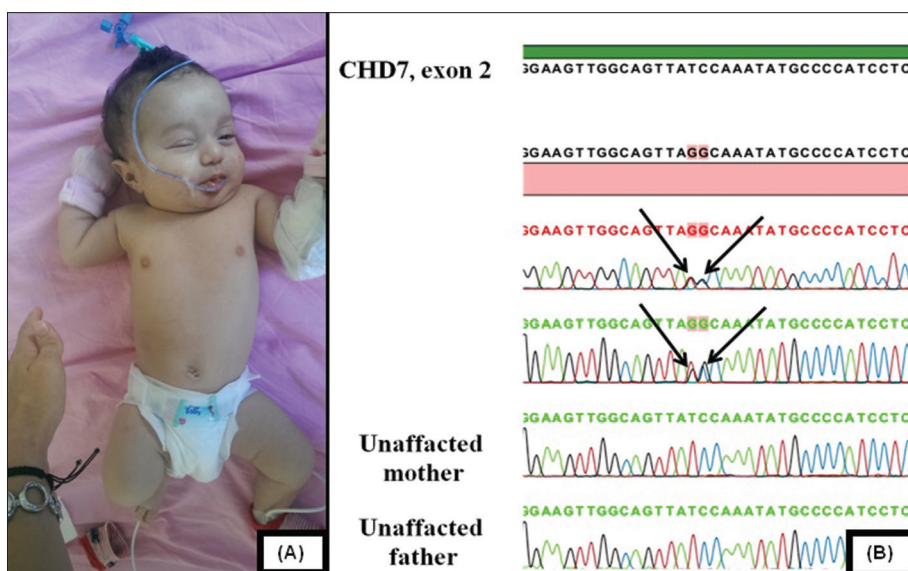 CHD7, exon 2
GGAAGTTGGCAGTTATCCAAATATGCCCCATCCTC
GGAAGTTGGCAGTTAGGCAAATATGCCCCATCCTC
GGAAGTTGGCAGTTAGGCAAATATGCCCCATCCTC
GGAAGTTGGCAGTTAGGCAAATATGCCCCATCCTC
Unaffacted
mother
GGAAGTTGGCAGTTATCCAAATATGCCCCATCCTC
Unaffacted
father
GGAAGTTGGCAGTTATCCAAATATGCCCCATCCTC
(A)
(B)